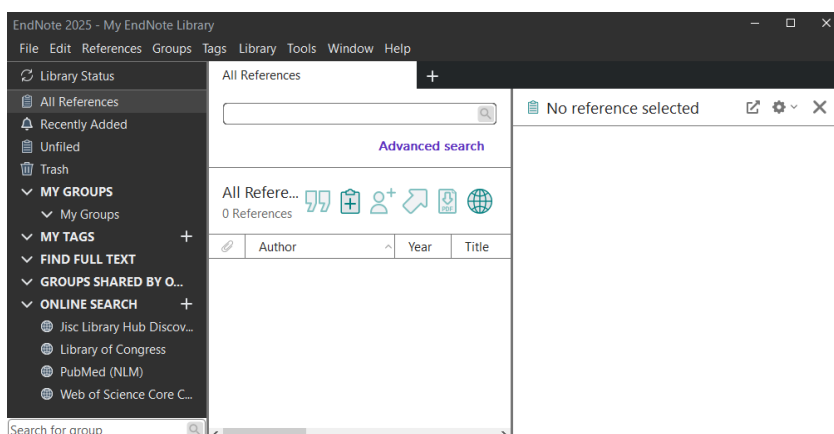 EndNote 2025 - My EndNote Library
File Edit References Groups Tags Library Tools Window Help
Library Status
All References
Recently Added
Unfiled
Trash
MY GROUPS
My Groups
MY TAGS
FIND FULL TEXT
GROUPS SHARED BY O...
ONLINE SEARCH
Jisc Library Hub Discov...
Library of Congress
PubMed (NLM)
Web of Science Core C...
Search for group
All References
Advanced search
All Refere...
0 References
PDF
Author Year Title
No reference selected